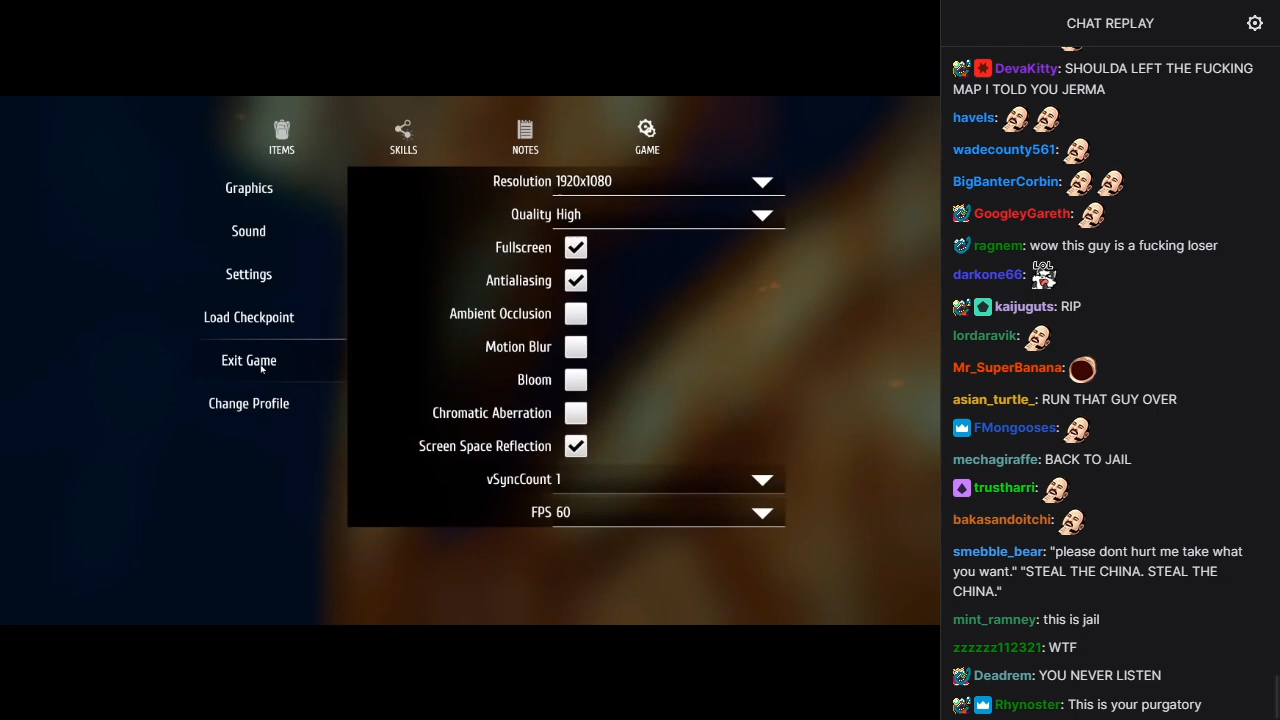 ITEMS
SKILLS
NOTES
GAME
Graphics
Sound
Settings
Load Checkpoint
Exit Game
Change Profile
Resolution 1920x1080
Quality High
Fullscreen
Antialiasing
Ambient Occlusion
Motion Blur
Bloom
Chromatic Aberration
Screen Space Reflection
vSyncCount 1
FPS 60
CHAT REPLAY
DevaKitty: SHOULDA LEFT THE FUCKING
MAP I TOLD YOU JERMA
havels:
wadecounty561:
BigBanterCorbin:
GoogleyGareth:
ragnem: wow this guy is a fucking loser
darkone66: LOL
kaijuguts: RIP
lordaravik:
Mr_SuperBanana:
asian_turtle_: RUN THAT GUY OVER
FMongooses:
mechagiraffe: BACK TO JAIL
trustharri:
bakasandoitchi:
smebble_bear: "please dont hurt me take what
you want." "STEAL THE CHINA. STEAL THE
CHINA."
mint_ramney: this is jail
zzzzzz112321: WTF
Deadrem: YOU NEVER LISTEN
Rhynoster: This is your purgatory